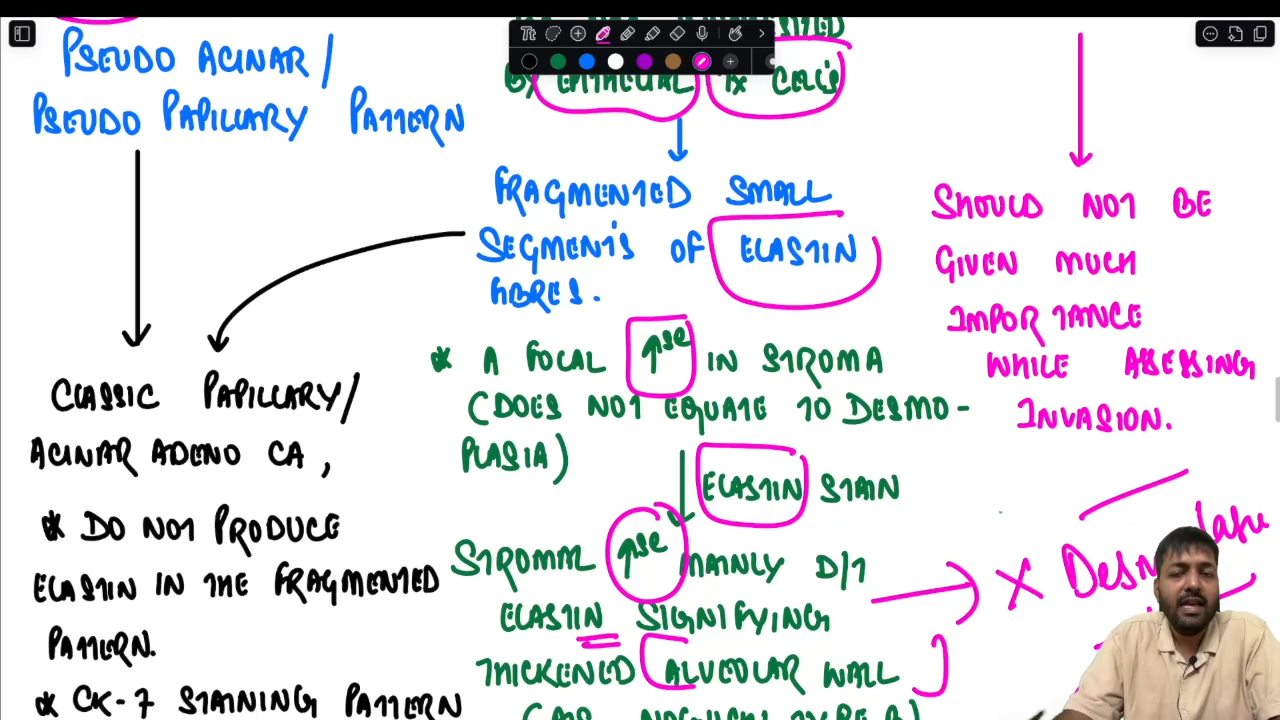 PSEUDO ACINAR /
PSEUDO PAPILLARY PATTERN
CLASSIC PAPILLARY /
ACINAR ADENO CA ,
* DO NOT PRODUCE
ELASTIN IN THE FRAGMENTED
PATTERN.
* CK-7 STAINING PATTERN
BY EPITHELIAL CELLS
FRAGMENTED SMALL
SEGMENTS OF ELASTIN
FIBRES.
* A FOCAL ↑SE IN STROMA
(DOES NOT EQUATE TO DESMO-
PLASIA)
ELASTIN STAIN
STROMAL ↑SE MAINLY D/T
ELASTIN SIGNIFYING
THICKENED ALVEOLAR WALL
SHOULD NOT BE
GIVEN MUCH
IMPORTANCE
WHILE ASSESSING
INVASION.
X